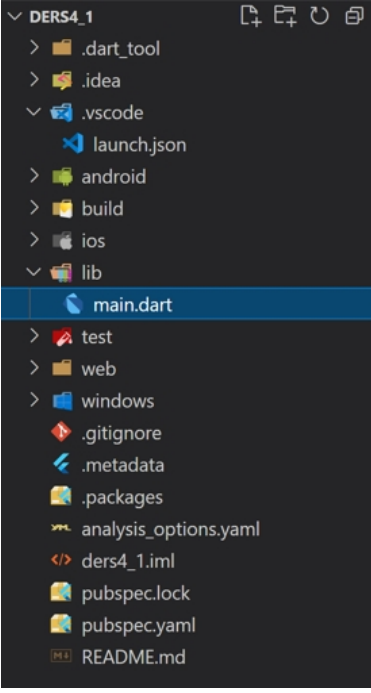 DERS4_1
.dart_tool
.idea
.vscode
launch.json
android
build
ios
lib
main.dart
test
web
windows
.gitignore
.metadata
.packages
analysis_options.yaml
ders4_1.iml
pubspec.lock
pubspec.yaml
README.md